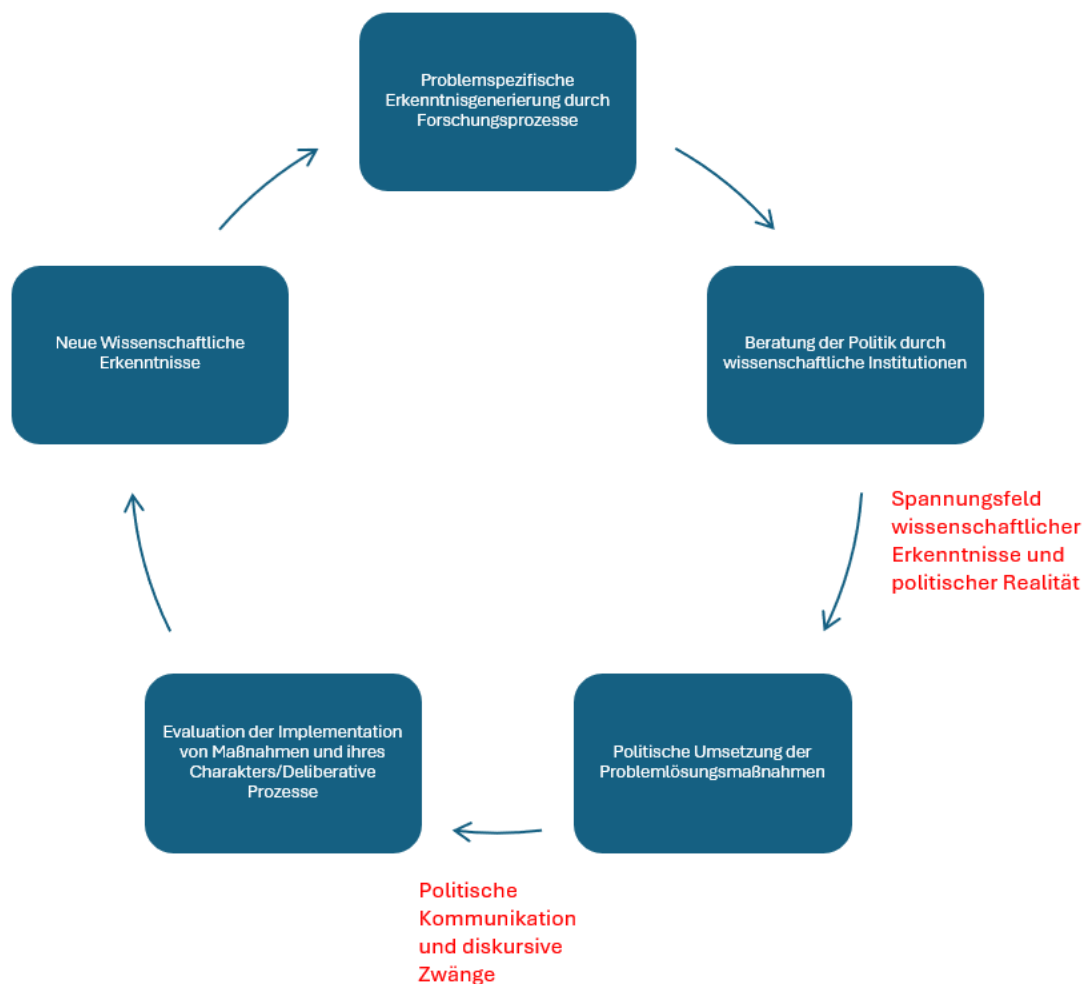 Problemspezifische
Erkenntnisgenerierung durch
Forschungsprozesse
Neue Wissenschaftliche
Erkenntnisse
Beratung der Politik durch
wissenschaftliche Institutionen
Spannungsfeld
wissenschaftlicher
Erkenntnisse und
politischer Realität
Evaluation der Implementation
von Maßnahmen und ihres
Charakters/Deliberative
Prozesse
Politische Umsetzung der
Problemlösungsmaßnahmen
Politische
Kommunikation
und diskursive
Zwänge